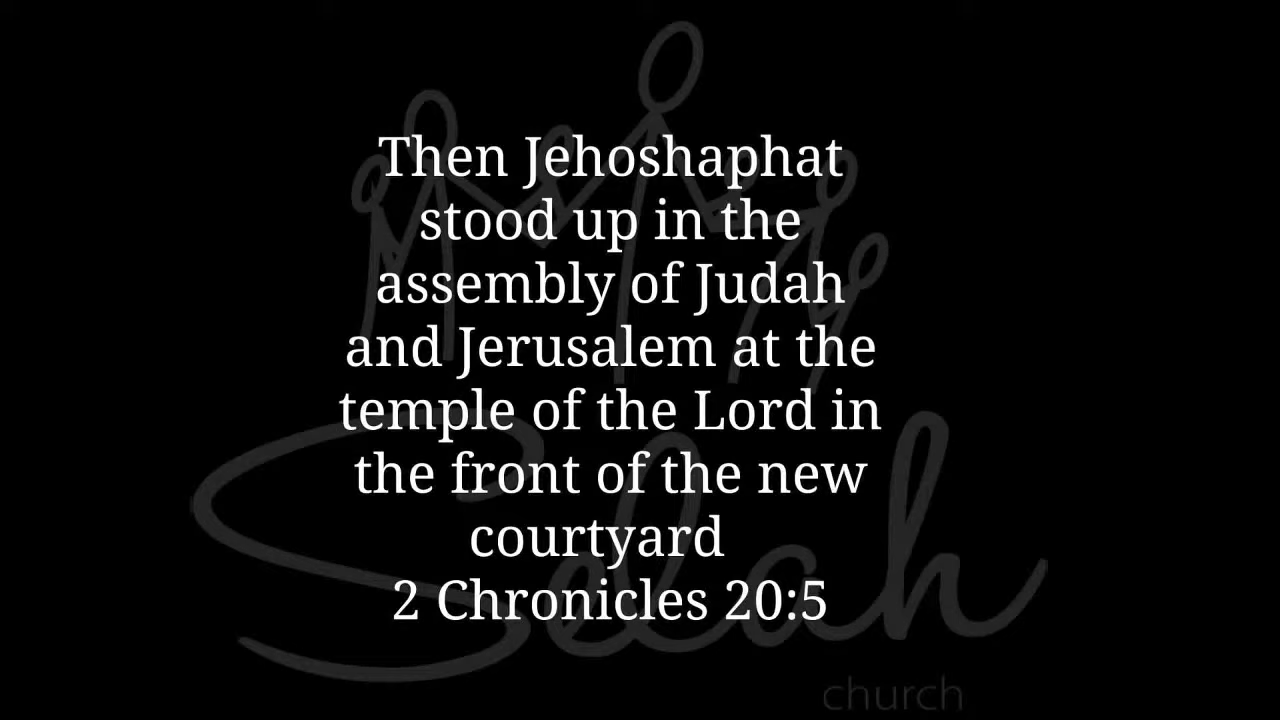 Then Jehoshaphat
stood up in the
assembly of Judah
and Jerusalem at the
temple of the Lord in
the front of the new
courtyard
2 Chronicles 20:5
Selah
church